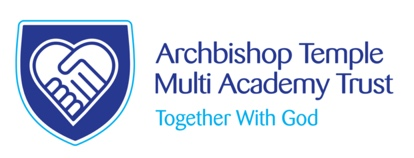 Archbishop Temple
Multi Academy Trust
Together With God